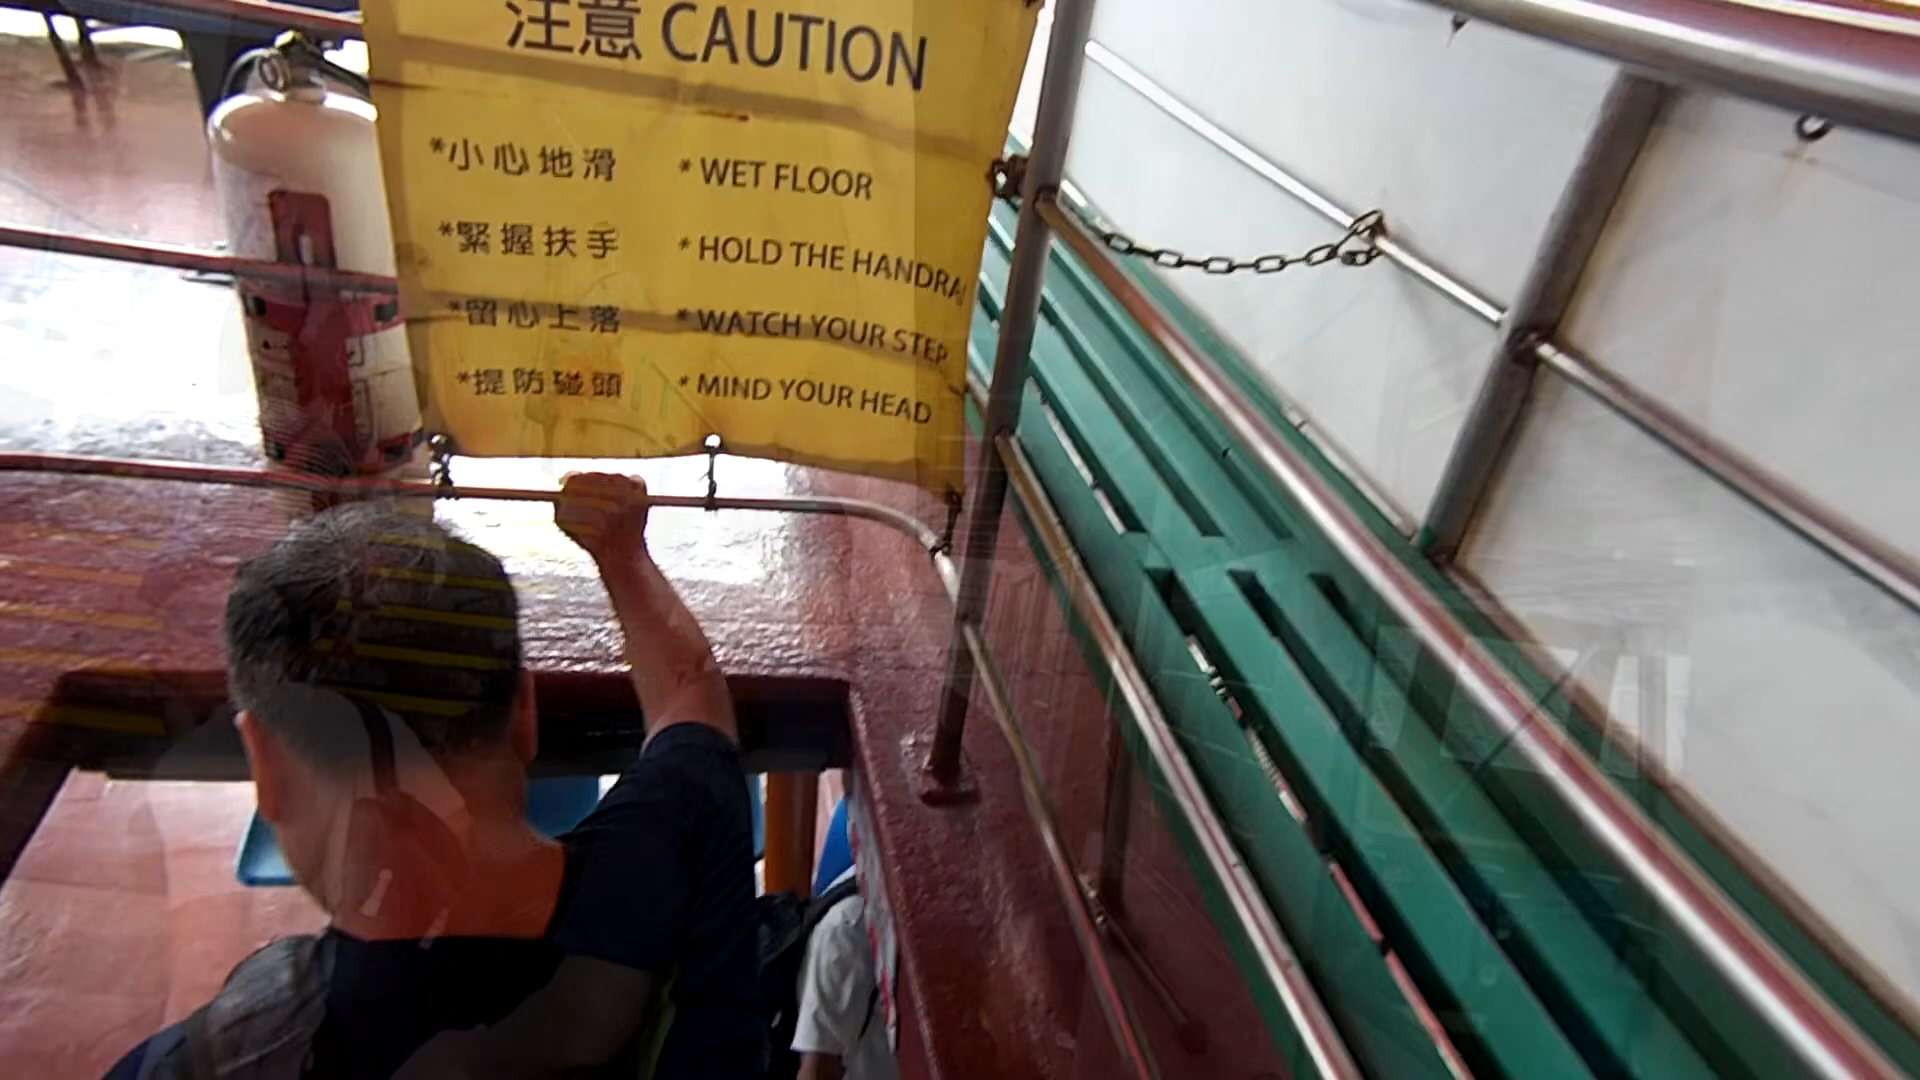 注意 CAUTION
*小心地滑 * WET FLOOR
*緊握扶手 * HOLD THE HANDRA
*留心上落 * WATCH YOUR STEP
*提防碰頭 * MIND YOUR HEAD